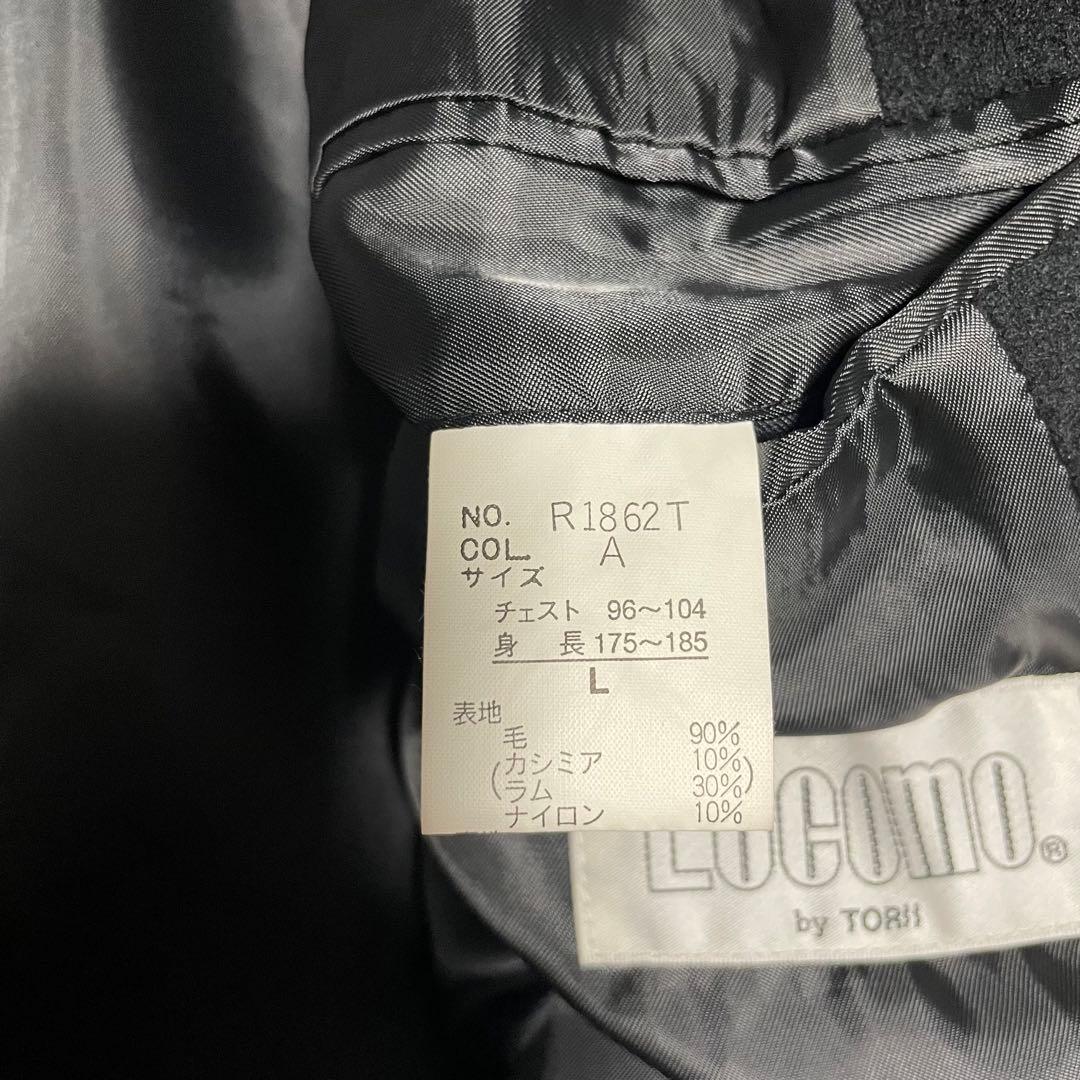 NO. R1862T
COL. A
サイズ
チェスト 96～104
身 長 175～185
L
表地
毛 90%
(カシミア 10%
ラム 30%)
ナイロン 10%
Locomo®
by TORII